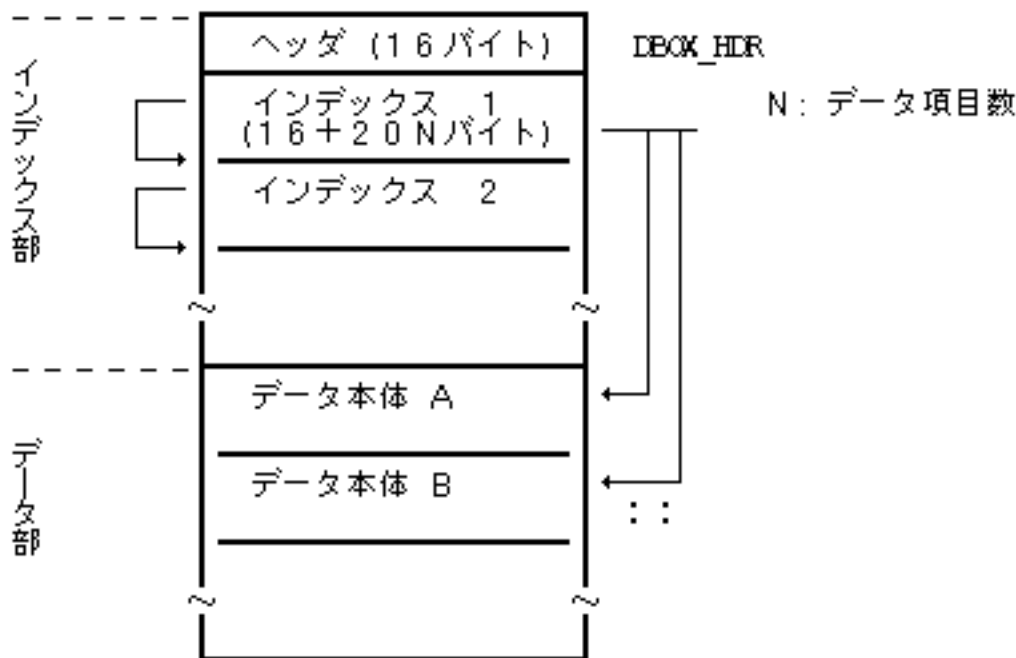 ヘッダ (16バイト)
DBOX_HDR
インデックス部
インデックス 1
(16+20Nバイト)
N: データ項目数
インデックス 2
データ部
データ本体 A
データ本体 B
: :